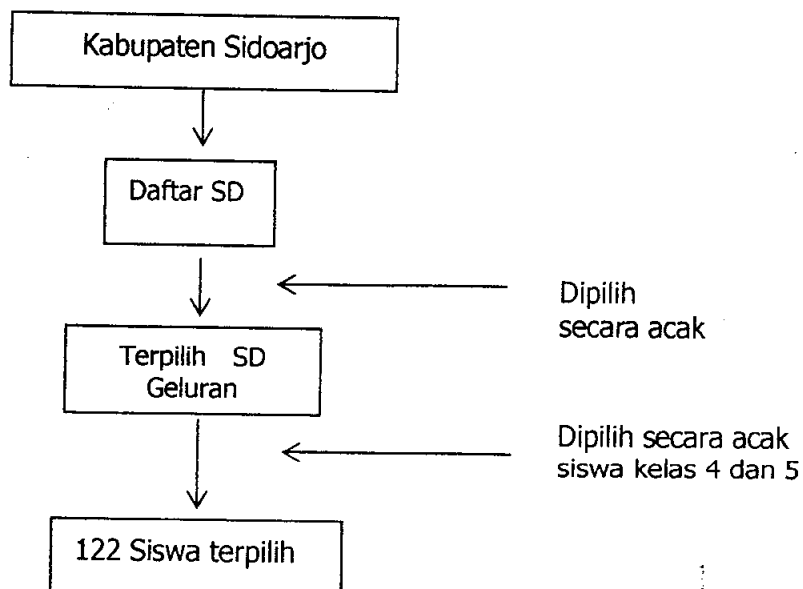 Kabupaten Sidoarjo
Daftar SD
Dipilih
secara acak
Terpilih SD
Geluran
Dipilih secara acak
siswa kelas 4 dan 5
122 Siswa terpilih